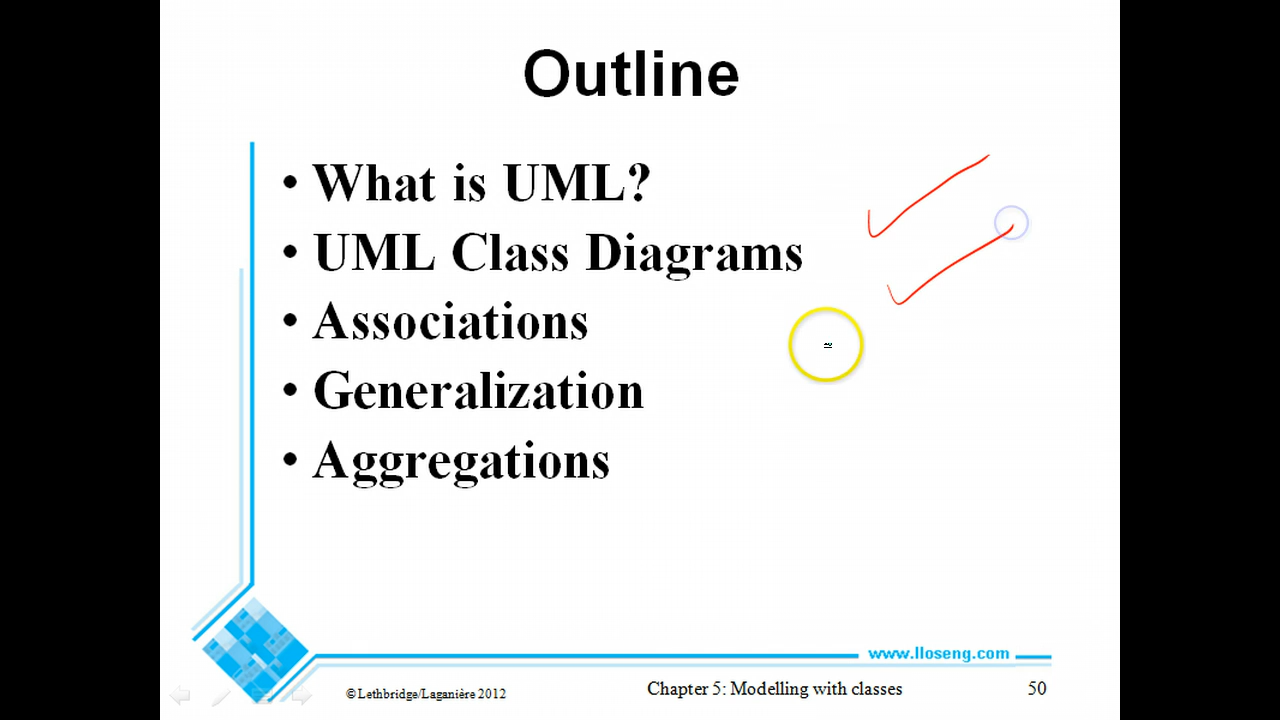 Outline
• What is UML?
• UML Class Diagrams
• Associations
• Generalization
• Aggregations
www.lloseng.com
©Lethbridge/Laganière 2012
Chapter 5: Modelling with classes
50